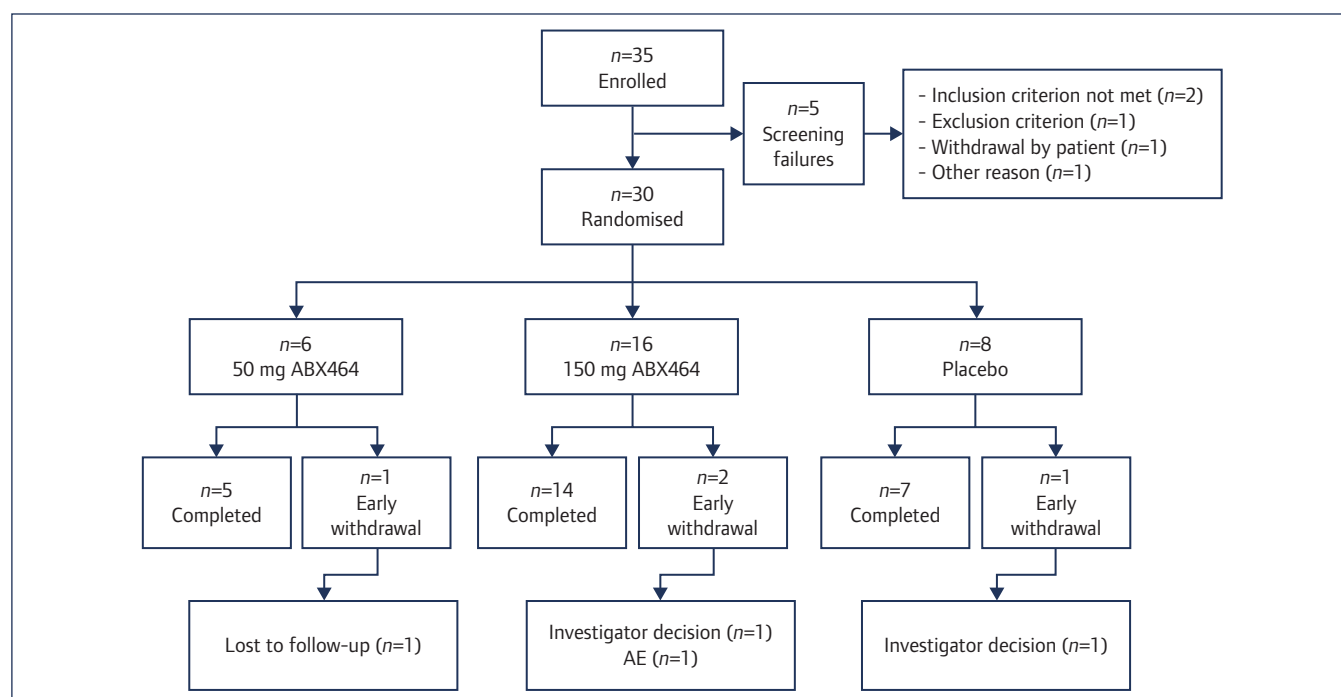 n=35
Enrolled
n=5
Screening
failures
- Inclusion criterion not met (n=2)
- Exclusion criterion (n=1)
- Withdrawal by patient (n=1)
- Other reason (n=1)
n=30
Randomised
n=6
50 mg ABX464
n=16
150 mg ABX464
n=8
Placebo
n=5
Completed
n=1
Early
withdrawal
n=14
Completed
n=2
Early
withdrawal
n=7
Completed
n=1
Early
withdrawal
Lost to follow-up (n=1)
Investigator decision (n=1)
AE (n=1)
Investigator decision (n=1)